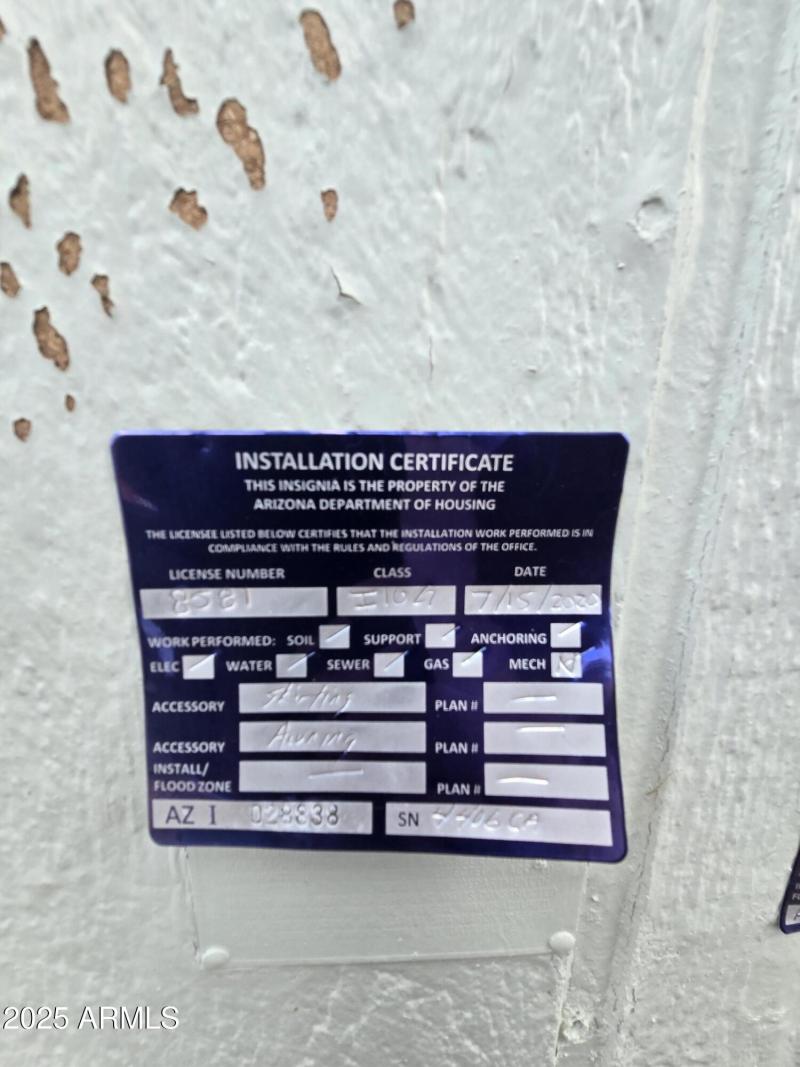 INSTALLATION CERTIFICATE
THIS INSIGNIA IS THE PROPERTY OF THE
ARIZONA DEPARTMENT OF HOUSING
THE LICENSEE LISTED BELOW CERTIFIES THAT THE INSTALLATION WORK PERFORMED IS IN
COMPLIANCE WITH THE RULES AND REGULATIONS OF THE OFFICE.
LICENSE NUMBER CLASS DATE
8581 7/15/2020
WORK PERFORMED: SOIL SUPPORT ANCHORING
ELEC WATER SEWER GAS MECH
ACCESSORY PLAN # —
ACCESSORY Awning PLAN # —
INSTALL/
FLOOD ZONE — PLAN # —
AZ I 028838 SN
2025 ARMLS